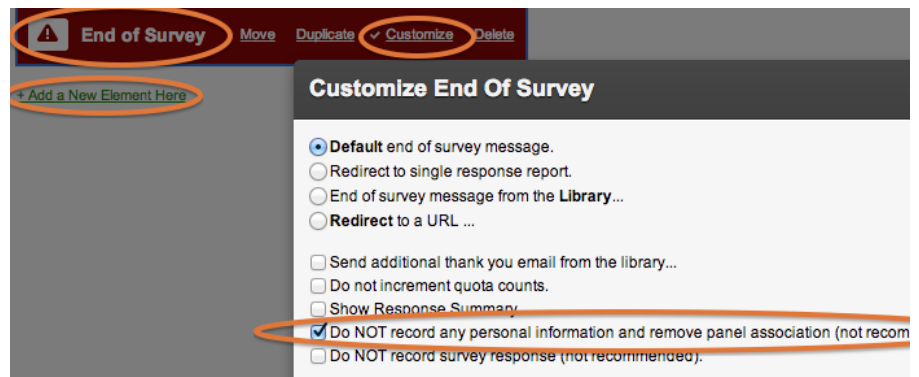 End of Survey Move Duplicate Customize Delete
+ Add a New Element Here
Customize End Of Survey
Default end of survey message.
Redirect to single response report.
End of survey message from the Library...
Redirect to a URL ...
Send additional thank you email from the library...
Do not increment quota counts.
Show Response Summary
Do NOT record any personal information and remove panel association (not recom
Do NOT record survey response (not recommended).